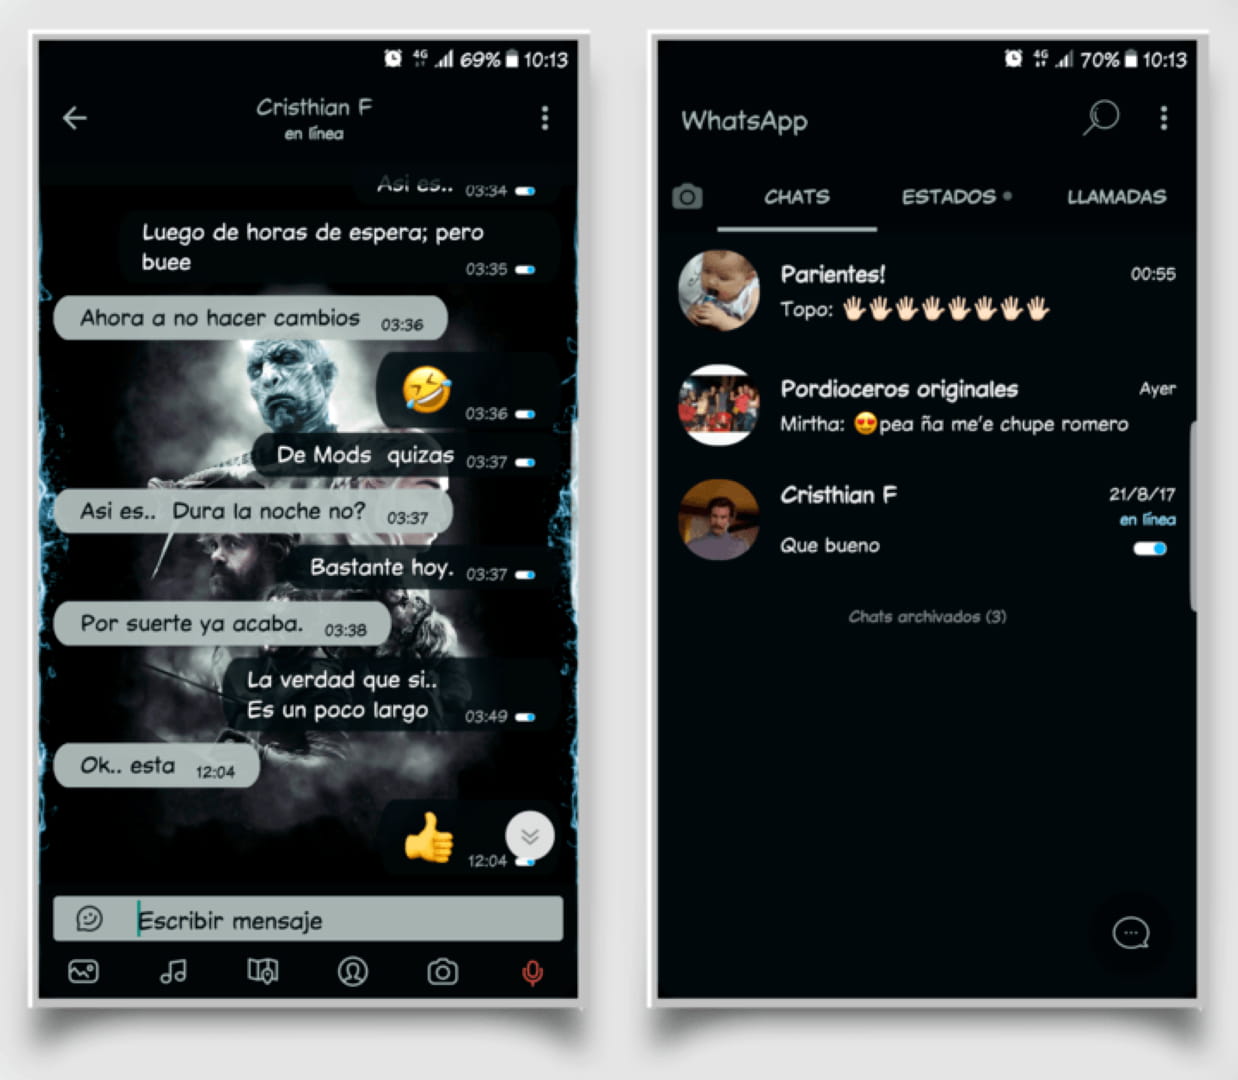 4G 69% 10:13
Cristhian F
en línea
Asi es.. 03:34
Luego de horas de espera; pero
buee 03:35
Ahora a no hacer cambios 03:36
03:36
De Mods quizas 03:37
Asi es.. Dura la noche no? 03:37
Bastante hoy. 03:37
Por suerte ya acaba. 03:38
La verdad que si..
Es un poco largo 03:49
Ok.. esta 12:04
12:04
Escribir mensaje
4G 70% 10:13
WhatsApp
CHATS ESTADOS LLAMADAS
Parientes! 00:55
Topo: 🖐🏻🖐🏻🖐🏻🖐🏻🖐🏻🖐🏻🖐🏻🖐🏻
Pordioceros originales Ayer
Mirtha: 😍pea ña me'e chupe romero
Cristhian F 21/8/17
en línea
Que bueno
Chats archivados (3)